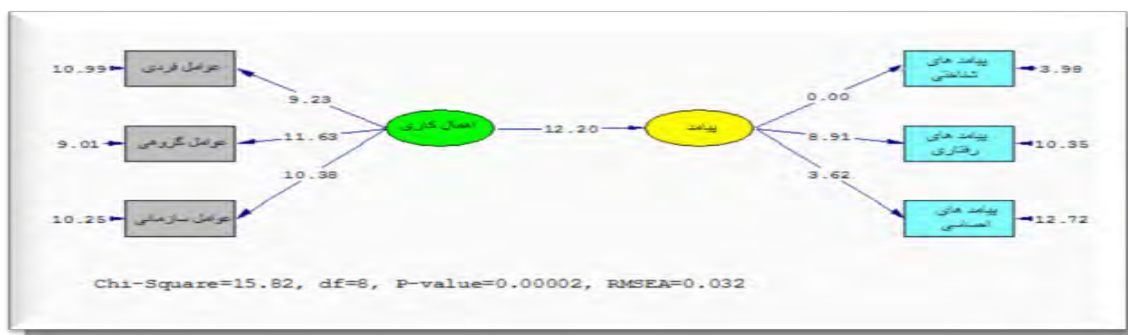 10.99
عوامل فردی
9.23
9.01
عوامل گروهی
11.63
10.25
عوامل سازمانی
10.38
اهمال کاری
12.20
پیامد
0.00
پیامد های
شناختی
3.98
8.91
پیامد های
رفتاری
10.35
3.62
پیامد های
احساسی
12.72
Chi-Square=15.82, df=8, P-value=0.00002, RMSEA=0.032